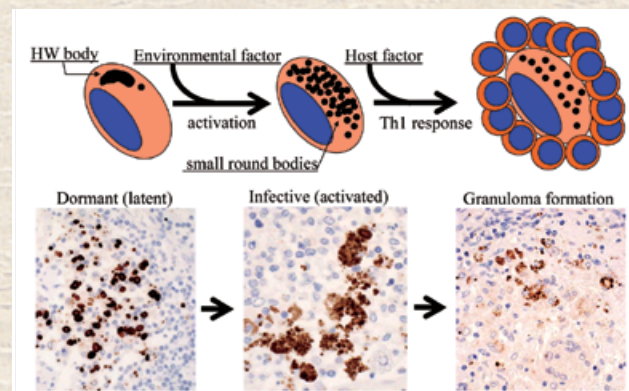 HW body
Environmental factor
Host factor
activation
Th1 response
small round bodies
Dormant (latent)
Infective (activated)
Granuloma formation